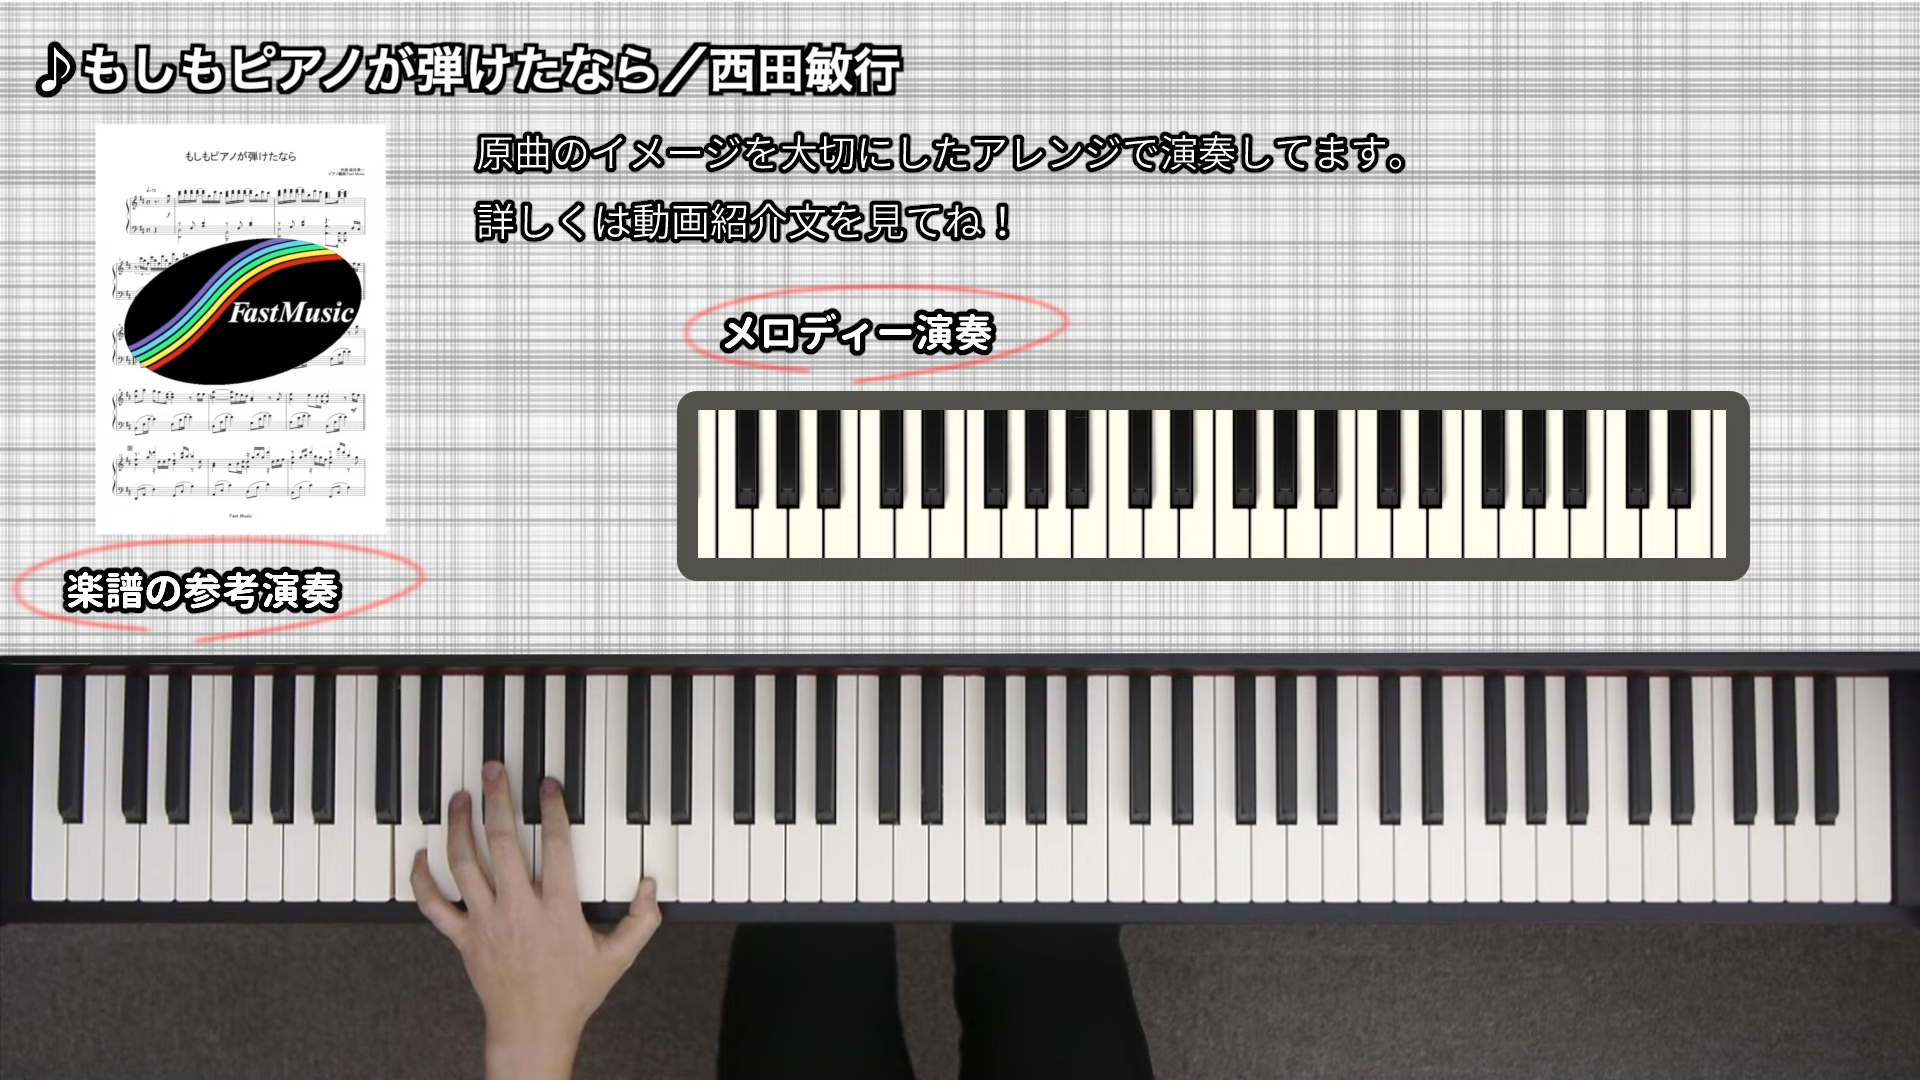 ♪もしもピアノが弾けたなら／西田敏行
原曲のイメージを大切にしたアレンジで演奏してます。
詳しくは動画紹介文を見てね！
もしもピアノが弾けたなら
FastMusic
Fast Music
メロディー演奏
楽譜の参考演奏